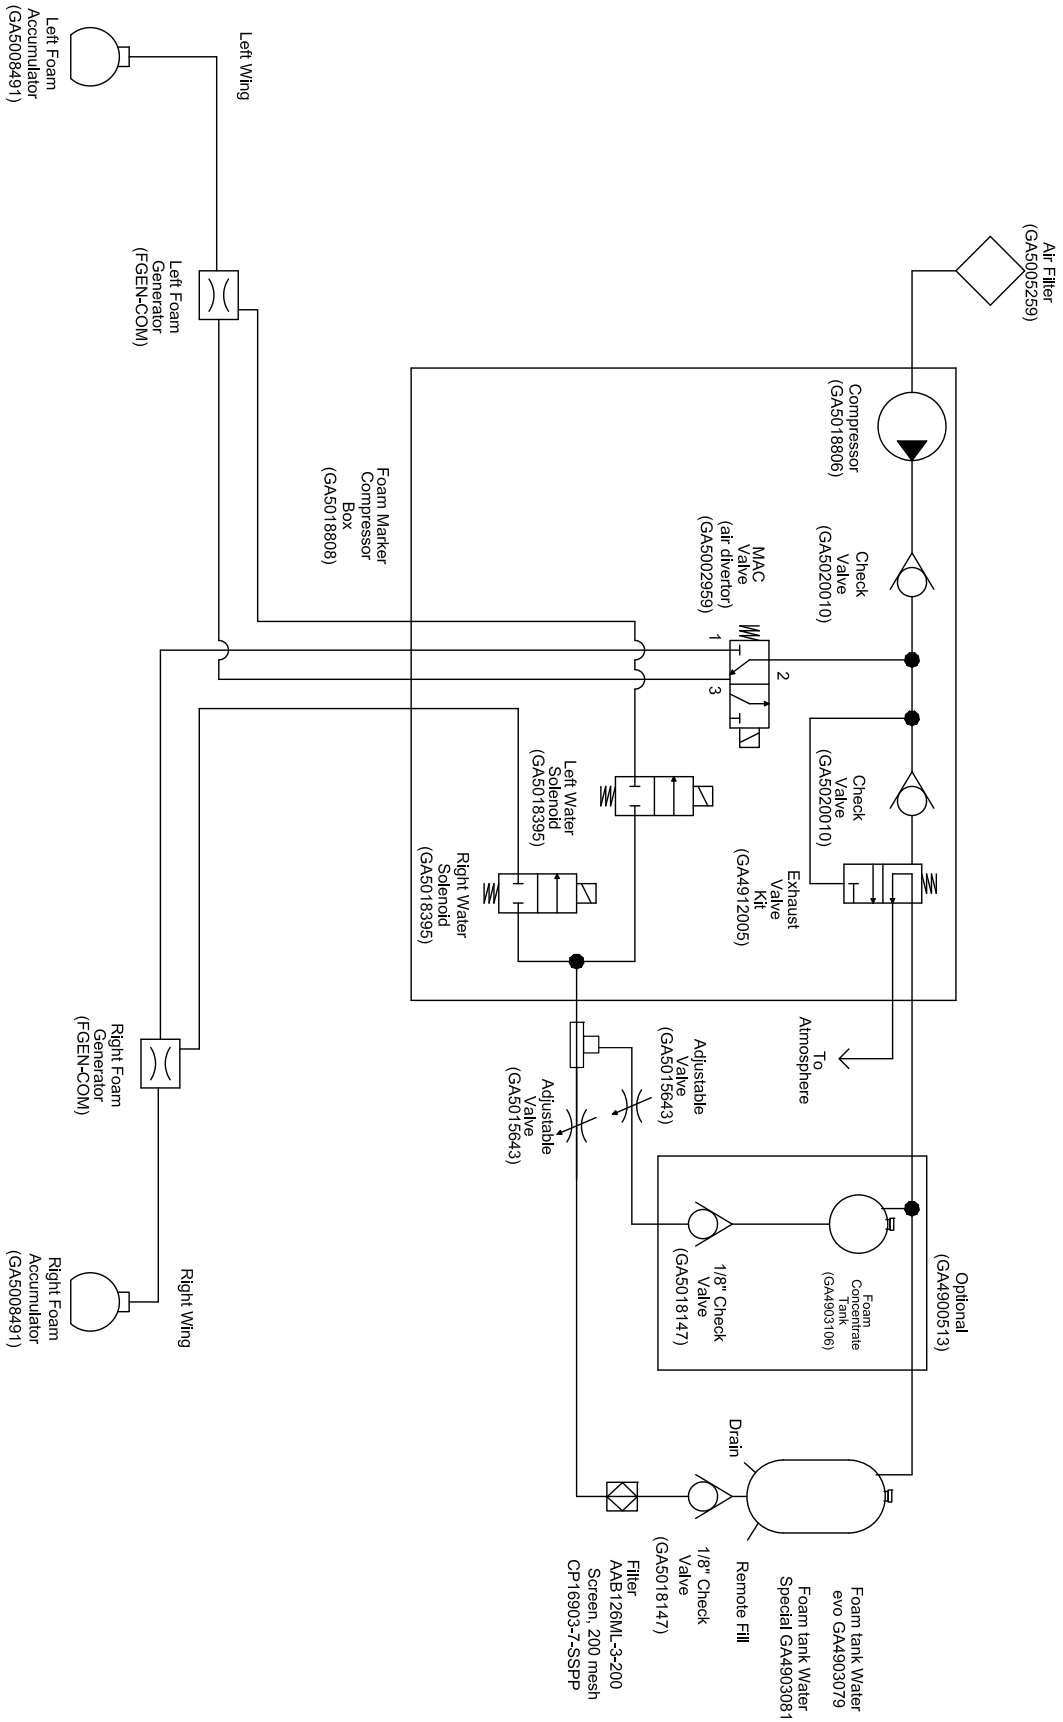 Air Filter
(GA5005259)
Compressor
(GA5018806)
Check
Valve
(GA5020010)
Check
Valve
(GA5020010)
Exhaust
Valve
Kit
(GA4912005)
MAC
Valve
(air divertor)
(GA5002959)
1
2
3
Left Water
Solenoid
(GA5018395)
Right Water
Solenoid
(GA5018395)
Foam Marker
Compressor
Box
(GA5018808)
To
Atmosphere
Adjustable
Valve
(GA5015643)
Adjustable
Valve
(GA5015643)
Optional
(GA4900513)
Foam
Concentrate
Tank
(GA4903106)
1/8" Check
Valve
(GA5018147)
Drain
Foam tank Water
evo GA4903079
Foam tank Water
Special GA4903081
Remote Fill
1/8" Check
Valve
(GA5018147)
Filter
AAB126ML-3-200
Screen, 200 mesh
CP16903-7-SSPP
Left Wing
Left Foam
Accumulator
(GA5008491)
Left Foam
Generator
(FGEN-COM)
Right Foam
Generator
(FGEN-COM)
Right Wing
Right Foam
Accumulator
(GA5008491)